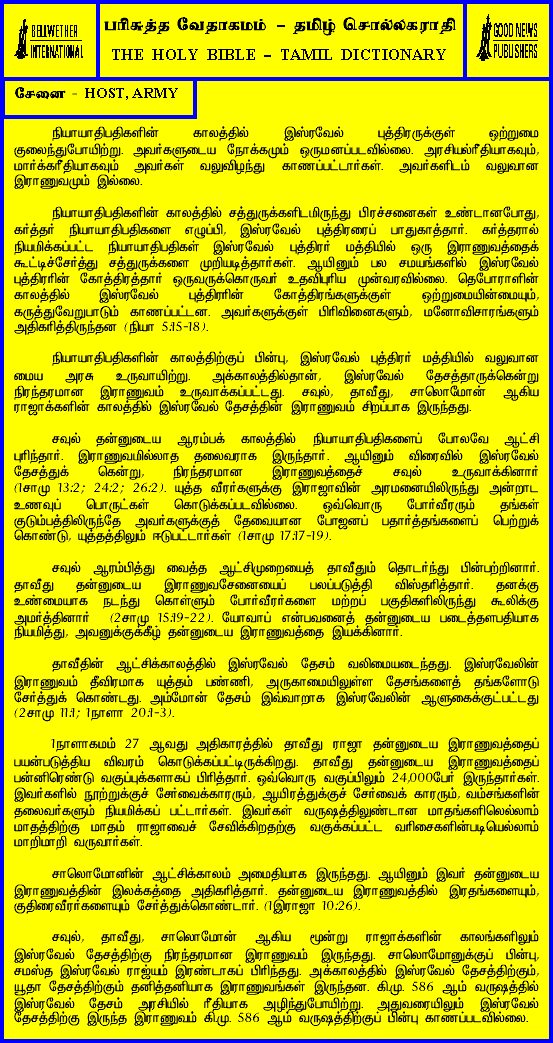 BELLWETHER
INTERNATIONAL
பரிசுத்த வேதாகமம் – தமிழ் சொல்லகராதி
THE HOLY BIBLE – TAMIL DICTIONARY
GOOD NEWS
PUBLISHERS
சேனை - HOST, ARMY
நியாயாதிபதிகளின் காலத்தில் இஸ்ரவேல் புத்திரருக்குள் ஒற்றுமை
குலைந்துபோயிற்று. அவர்களுடைய நோக்கமும் ஒருமனப்படவில்லை. அரசியல்ரீதியாகவும்,
மார்க்கரீதியாகவும் அவர்கள் வலுவிழந்து காணப்பட்டார்கள். அவர்களிடம் வலுவான
இராணுவமும் இல்லை.
நியாயாதிபதிகளின் காலத்தில் சத்துருக்களிடமிருந்து பிரச்சனைகள் உண்டானபோது,
கர்த்தர் நியாயாதிபதிகளை எழுப்பி, இஸ்ரவேல் புத்திரரைப் பாதுகாத்தார். கர்த்தரால்
நியமிக்கப்பட்ட நியாயாதிபதிகள் இஸ்ரவேல் புத்திரர் மத்தியில் ஒரு இராணுவத்தைக்
கூட்டிச்சேர்த்து சத்துருக்களை முறியடித்தார்கள். ஆயினும் பல சமயங்களில் இஸ்ரவேல்
புத்திரரின் கோத்திரத்தார் ஒருவருக்கொருவர் உதவிபுரிய முன்வரவில்லை. தெபோராளின்
காலத்தில் இஸ்ரவேல் புத்திரரின் கோத்திரங்களுக்குள் ஒற்றுமையின்மையும்,
கருத்துவேறுபாடும் காணப்பட்டன. அவர்களுக்குள் பிரிவினைகளும், மனோவிசாரங்களும்
அதிகரித்திருந்தன (நியா 5:15-18).
நியாயாதிபதிகளின் காலத்திற்குப் பின்பு, இஸ்ரவேல் புத்திரர் மத்தியில் வலுவான
மைய அரசு உருவாயிற்று. அக்காலத்தில்தான், இஸ்ரவேல் தேசத்தாருக்கென்று
நிரந்தரமான இராணுவம் உருவாக்கப்பட்டது. சவுல், தாவீது, சாலொமோன் ஆகிய
ராஜாக்களின் காலத்தில் இஸ்ரவேல் தேசத்தின் இராணுவம் சிறப்பாக இருந்தது.
சவுல் தன்னுடைய ஆரம்பக் காலத்தில் நியாயாதிபதிகளைப் போலவே ஆட்சி
புரிந்தார். இராணுவமில்லாத தலைவராக இருந்தார். ஆயினும் விரைவில் இஸ்ரவேல்
தேசத்துக் கென்று, நிரந்தரமான இராணுவத்தைச் சவுல் உருவாக்கினார்
(1சாமு 13:2; 24:2; 26:2). யுத்த வீரர்களுக்கு இராஜாவின் அரமனையிலிருந்து அன்றாட
உணவுப் பொருட்கள் கொடுக்கப்படவில்லை. ஒவ்வொரு போர்வீரரும் தங்கள்
குடும்பத்திலிருந்தே அவர்களுக்குத் தேவையான போஜனப் பதார்த்தங்களைப் பெற்றுக்
கொண்டு, யுத்தத்திலும் ஈடுபட்டார்கள் (1சாமு 17:17-19).
சவுல் ஆரம்பித்து வைத்த ஆட்சிமுறையைத் தாவீதும் தொடர்ந்து பின்பற்றினார்.
தாவீது தன்னுடைய இராணுவசேனையைப் பலப்படுத்தி விஸ்தரித்தார். தனக்கு
உண்மையாக நடந்து கொள்ளும் போர்வீரர்களை மற்றப் பகுதிகளிலிருந்து கூலிக்கு
அமர்த்தினார் (2சாமு 15:19-22). யோவாப் என்பவனைத் தன்னுடைய படைத்தளபதியாக
நியமித்து, அவனுக்குக்கீழ் தன்னுடைய இராணுவத்தை இயக்கினார்.
தாவீதின் ஆட்சிக்காலத்தில் இஸ்ரவேல் தேசம் வலிமையடைந்தது. இஸ்ரவேலின்
இராணுவம் தீவிரமாக யுத்தம் பண்ணி, அருகாமையிலுள்ள தேசங்களைத் தங்களோடு
சேர்த்துக் கொண்டது. அம்மோன் தேசம் இவ்வாறாக இஸ்ரவேலின் ஆளுகைக்குட்பட்டது
(2சாமு 11:1; 1நாளா 20:1-3).
1நாளாகமம் 27 ஆவது அதிகாரத்தில் தாவீது ராஜா தன்னுடைய இராணுவத்தைப்
பயன்படுத்திய விவரம் கொடுக்கப்பட்டிருக்கிறது. தாவீது தன்னுடைய இராணுவத்தைப்
பன்னிரெண்டு வகுப்புக்களாகப் பிரித்தார். ஒவ்வொரு வகுப்பிலும் 24,000பேர் இருந்தார்கள்.
இவர்களில் நூற்றுக்குச் சேர்வைக்காரரும், ஆயிரத்துக்குச் சேர்வைக் காரரும், வம்சங்களின்
தலைவர்களும் நியமிக்கப் பட்டார்கள். இவர்கள் வருஷத்திலுண்டான மாதங்களிலெல்லாம்
மாதத்திற்கு மாதம் ராஜாவைச் சேவிக்கிறதற்கு வகுக்கப்பட்ட வரிசைகளின்படியெல்லாம்
மாறிமாறி வருவார்கள்.
சாலொமோனின் ஆட்சிக்காலம் அமைதியாக இருந்தது. ஆயினும் இவர் தன்னுடைய
இராணுவத்தின் இலக்கத்தை அதிகரித்தார். தன்னுடைய இராணுவத்தில் இரதங்களையும்,
குதிரைவீரர்களையும் சேர்த்துக்கொண்டார். (1இராஜா 10:26).
சவுல், தாவீது, சாலொமோன் ஆகிய மூன்று ராஜாக்களின் காலங்களிலும்
இஸ்ரவேல் தேசத்திற்கு நிரந்தரமான இராணுவம் இருந்தது. சாலொமோனுக்குப் பின்பு,
சமஸ்த இஸ்ரவேல் ராஜ்யம் இரண்டாகப் பிரிந்தது. அக்காலத்தில் இஸ்ரவேல் தேசத்திற்கும்,
யூதா தேசத்திற்கும் தனித்தனியாக இராணுவங்கள் இருந்தன. கி.மு. 586 ஆம் வருஷத்தில்
இஸ்ரவேல் தேசம் அரசியில் ரீதியாக அழிந்துபோயிற்று. அதுவரையிலும் இஸ்ரவேல்
தேசத்திற்கு இருந்த இராணுவம் கி.மு. 586 ஆம் வருஷத்திற்குப் பின்பு காணப்படவில்லை.